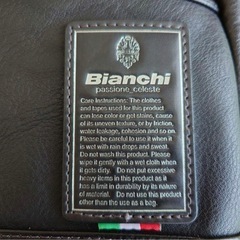 Bianchi
passione_celeste
Care Instructions: The clothes
and tapes used for this product
can lose color or get stains, cause
of its uneven texture, or by friction,
water leakage, cohesion and so on.
Please be careful to use it when it
is wet with rain drops and sweat.
Do not wash this product. Please
wipe it gently with a wet cloth when
it gets dirty. Do not put excessive
heavy items in this product as it
has a limit in durability by its nature
of material. Do not use this product
other than the use as a bag.